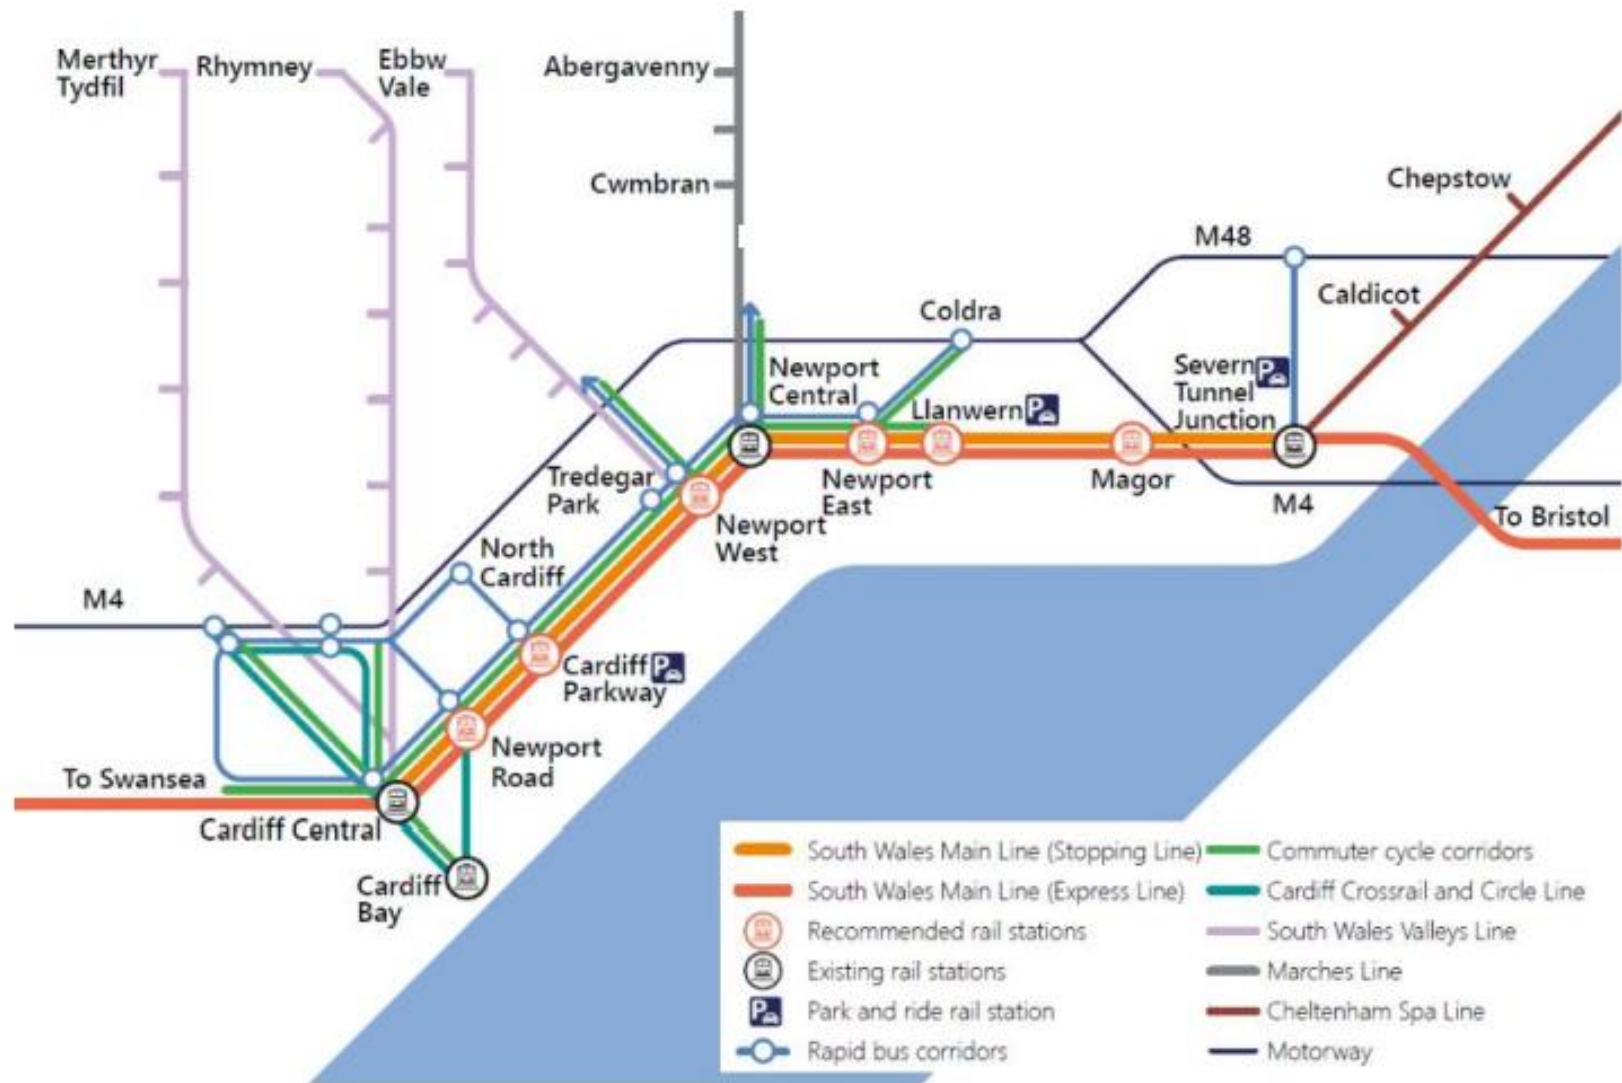 Merthyr
Tydfil
Rhymney
Ebbw
Vale
Abergavenny
Cwmbran
Chepstow
M48
Caldicot
Coldra
Newport
Central
Llanwern
P
Severn
Tunnel
Junction
P
Tredegar
Park
Newport
East
Magor
M4
To Bristol
Newport
West
North
Cardiff
M4
Cardiff
Parkway
P
Newport
Road
To Swansea
Cardiff Central
Cardiff
Bay
South Wales Main Line (Stopping Line)
South Wales Main Line (Express Line)
Recommended rail stations
Existing rail stations
P
Park and ride rail station
Rapid bus corridors
Commuter cycle corridors
Cardiff Crossrail and Circle Line
South Wales Valleys Line
Marches Line
Cheltenham Spa Line
Motorway